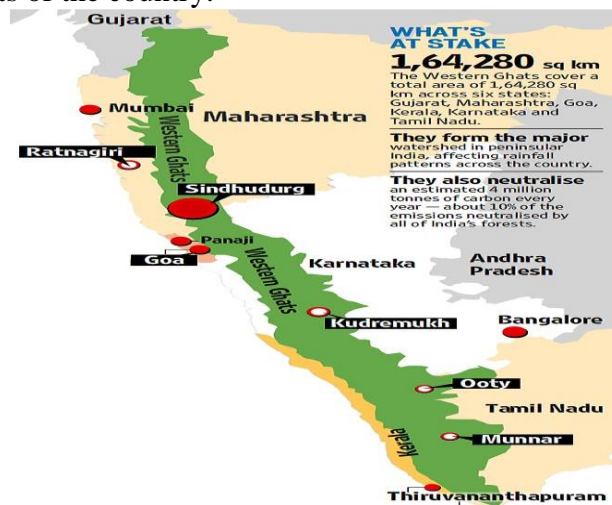 ts of the country.
Gujarat
WHAT'S
AT STAKE
1,64,280 sq km
The Western Ghats cover a
total area of 1,64,280 sq
km across six states:
Gujarat, Maharashtra, Goa,
Kerala, Karnataka and
Tamil Nadu.
They form the major
watershed in peninsular
India, affecting rainfall
patterns across the country.
They also neutralise
an estimated 4 million
tonnes of carbon every
year — about 10% of the
emissions neutralised by
all of India's forests.
Mumbai
Maharashtra
Ratnagiri
Western Ghats
Sindhudurg
Panaji
Goa
Western Ghats
Karnataka
Andhra
Pradesh
Kudremukh
Bangalore
Ooty
Tamil Nadu
Munnar
Kerala
Thiruvananthapuram